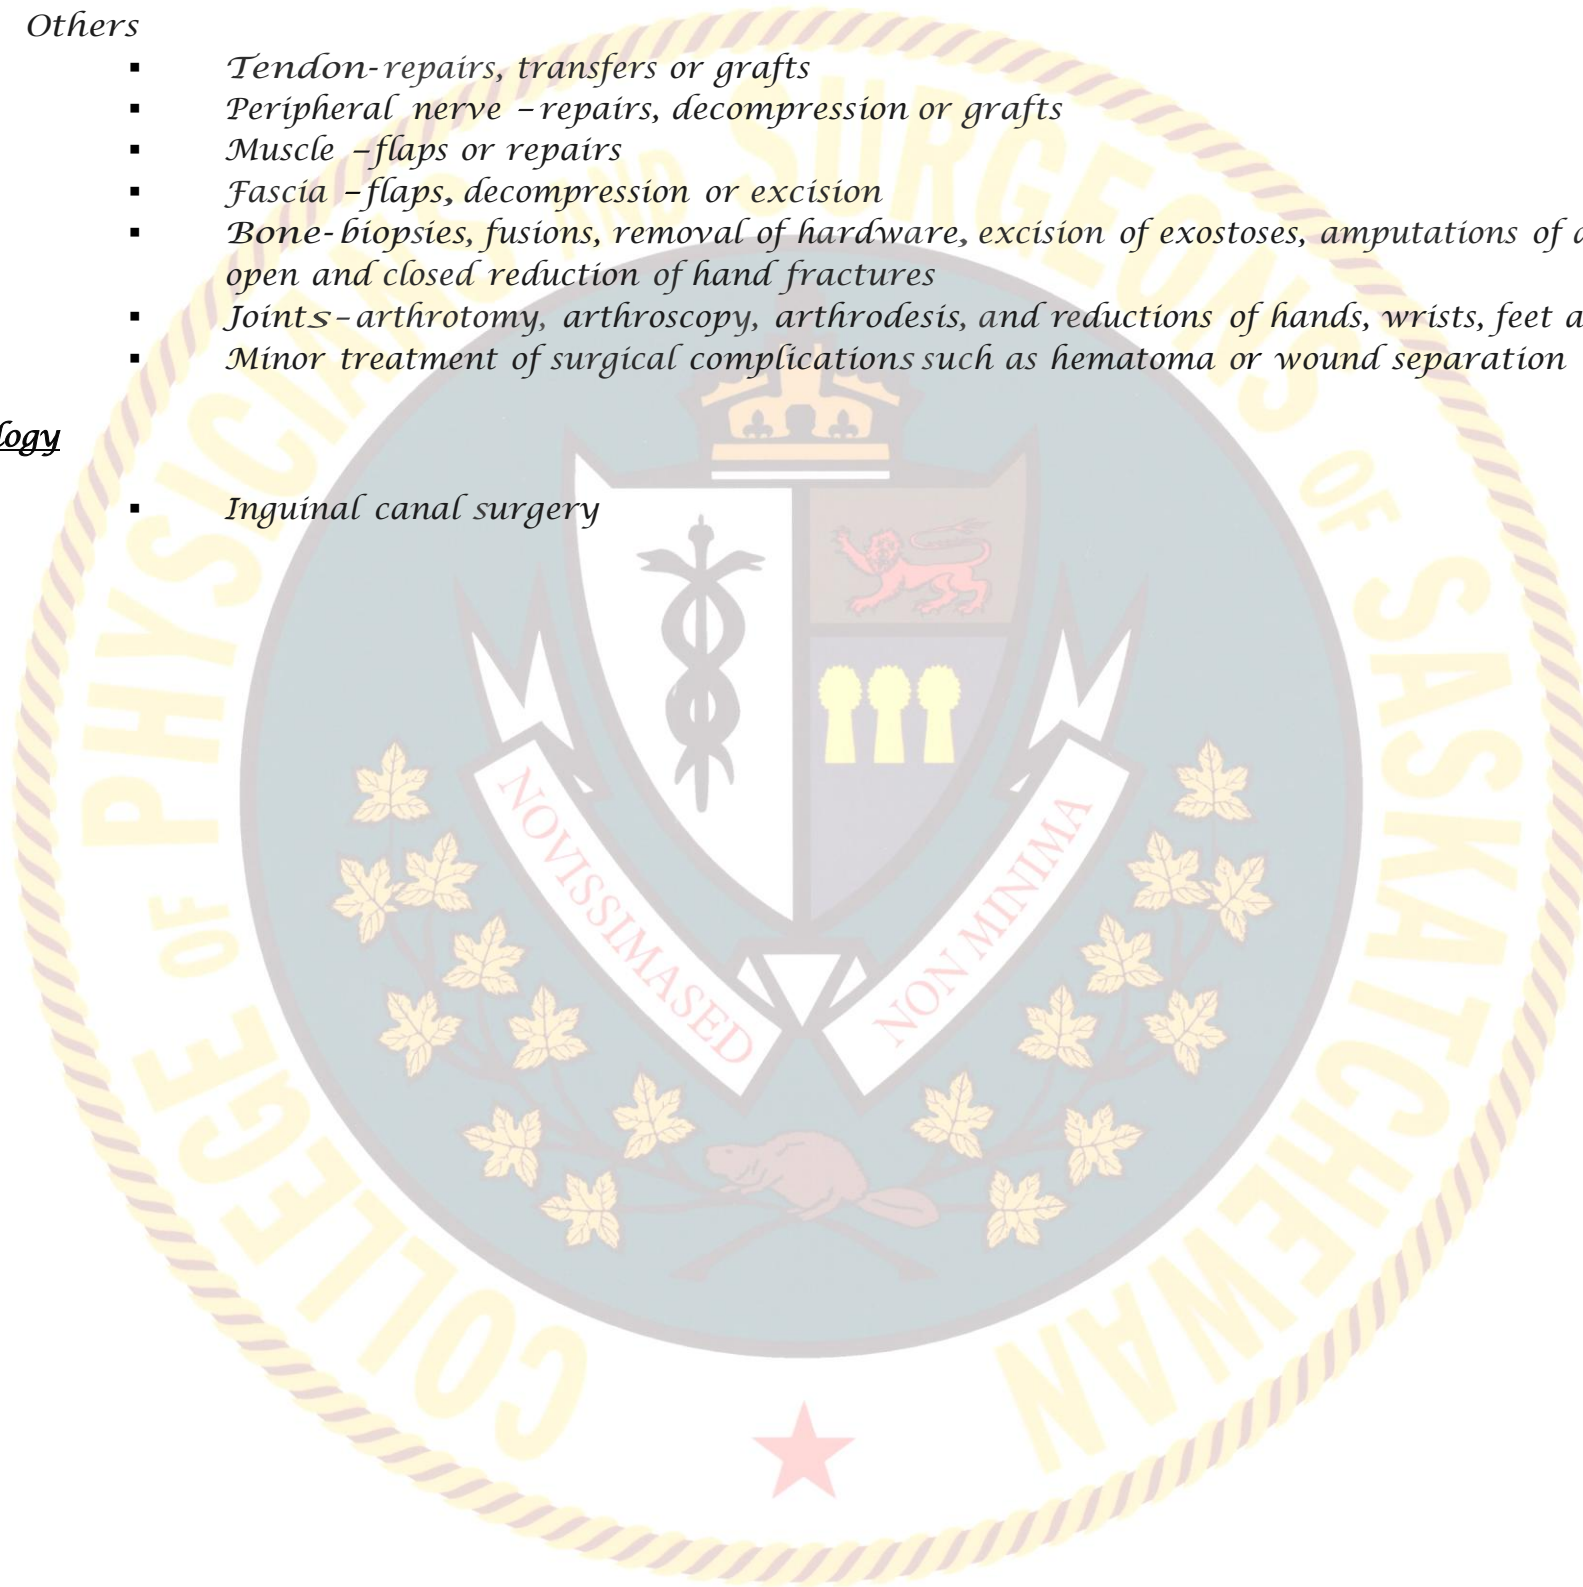 Others
▪ Tendon-repairs, transfers or grafts
▪ Peripheral nerve – repairs, decompression or grafts
▪ Muscle – flaps or repairs
▪ Fascia – flaps, decompression or excision
▪ Bone- biopsies, fusions, removal of hardware, excision of exostoses, amputations of
open and closed reduction of hand fractures
▪ Joints – arthrotomy, arthroscopy, arthrodesis, and reductions of hands, wrists, feet
▪ Minor treatment of surgical complications such as hematoma or wound separation
logy
▪ Inguinal canal surgery
COLLEGE OF PHYSICIANS AND SURGEONS OF SASKATCHEWAN
NOVISSIMASED
NON MINIMA